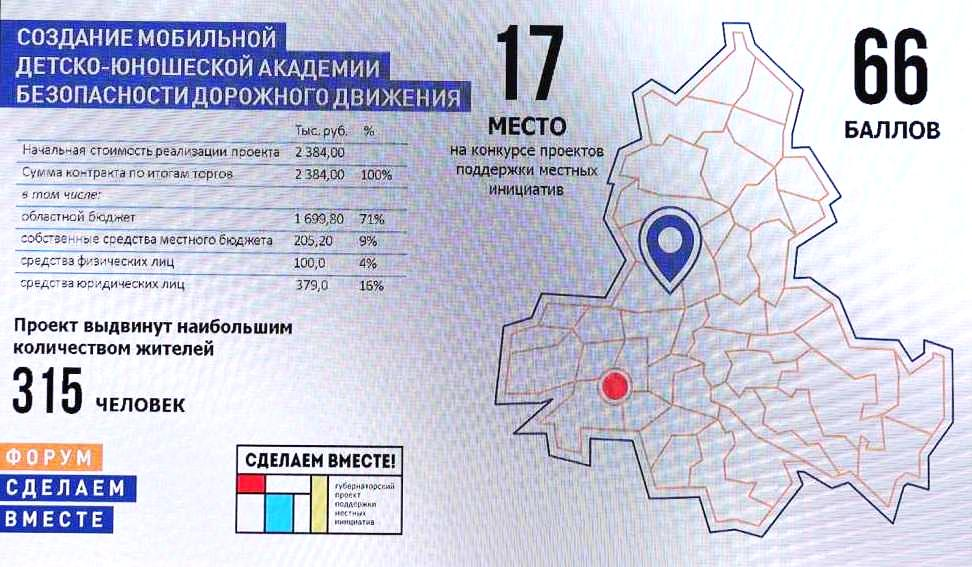 СОЗДАНИЕ МОБИЛЬНОЙ
ДЕТСКО-ЮНОШЕСКОЙ АКАДЕМИИ
БЕЗОПАСНОСТИ ДОРОЖНОГО ДВИЖЕНИЯ
Тыс. руб. %
Начальная стоимость реализации проекта 2 384,00
Сумма контракта по итогам торгов 2 384,00 100%
в том числе:
областной бюджет 1 699,80 71%
собственные средства местного бюджета 205,20 9%
средства физических лиц 100,0 4%
средства юридических лиц 379,0 16%
Проект выдвинут наибольшим
количеством жителей
315 ЧЕЛОВЕК
ФОРУМ
СДЕЛАЕМ
ВМЕСТЕ
СДЕЛАЕМ ВМЕСТЕ!
губернаторский
проект
поддержки
местных
инициатив
17
МЕСТО
на конкурсе проектов
поддержки местных
инициатив
66
БАЛЛОВ